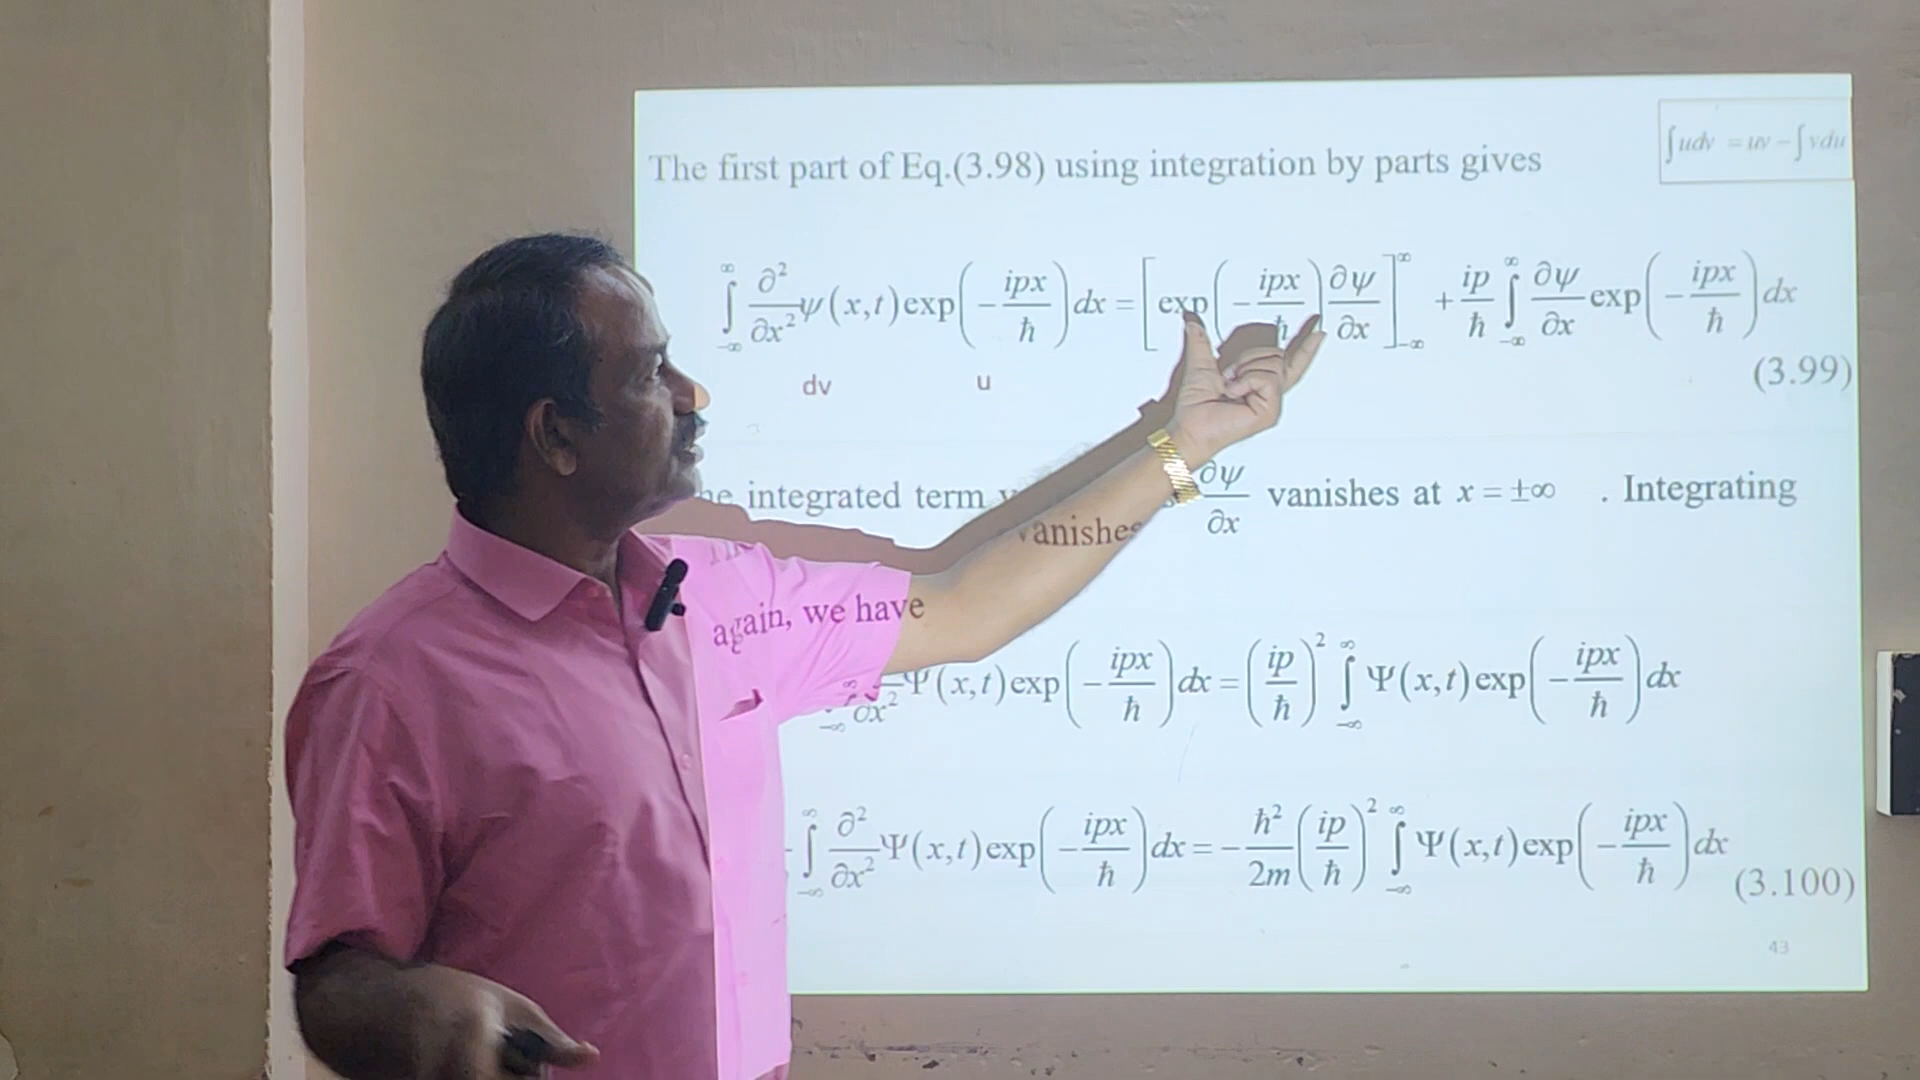 ∫udv = uv − ∫vdu
The first part of Eq.(3.98) using integration by parts gives
∫_{-∞}^{∞} ∂²/∂x² ψ(x,t) exp(−ipx/ħ) dx = [exp(−ipx/ħ) ∂ψ/∂x]_{-∞}^{∞} + ip/ħ ∫_{-∞}^{∞} ∂ψ/∂x exp(−ipx/ħ) dx
(3.99)
dv u
integrated term vanishes ∂ψ/∂x vanishes at x = ±∞ . Integrating
again, we have
∂x² Ψ(x,t) exp(−ipx/ħ) dx = (ip/ħ)² ∫_{-∞}^{∞} Ψ(x,t) exp(−ipx/ħ) dx
∫_{-∞}^{∞} ∂²/∂x² Ψ(x,t) exp(−ipx/ħ) dx = −ħ²/2m (ip/ħ)² ∫_{-∞}^{∞} Ψ(x,t) exp(−ipx/ħ) dx
(3.100)
43